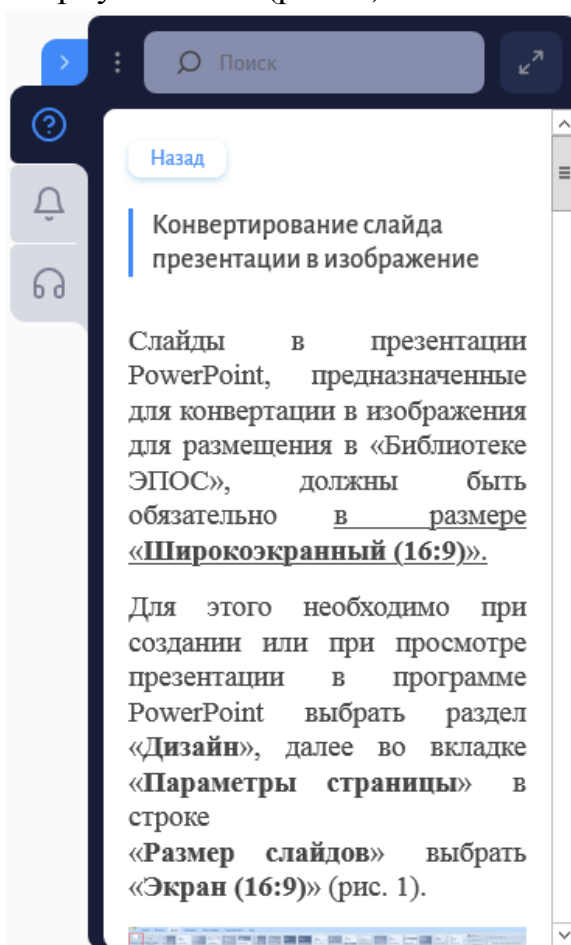 Поиск
Назад
Конвертирование слайда
презентации в изображение
Слайды в презентации
PowerPoint, предназначенные
для конвертации в изображения
для размещения в «Библиотеке
ЭПОС», должны быть
обязательно в размере
«Широкоэкранный (16:9)».
Для этого необходимо при
создании или при просмотре
презентации в программе
PowerPoint выбрать раздел
«Дизайн», далее во вкладке
«Параметры страницы» в
строке
«Размер слайдов» выбрать
«Экран (16:9)» (рис. 1).